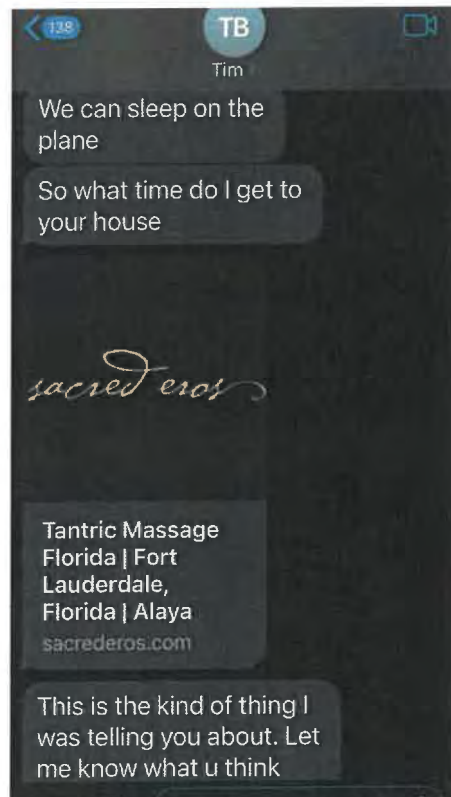 138
TB
Tim
We can sleep on the
plane
So what time do I get to
your house
sacred eros
Tantric Massage
Florida | Fort
Lauderdale,
Florida | Alaya
sacrederos.com
This is the kind of thing I
was telling you about. Let
me know what u think